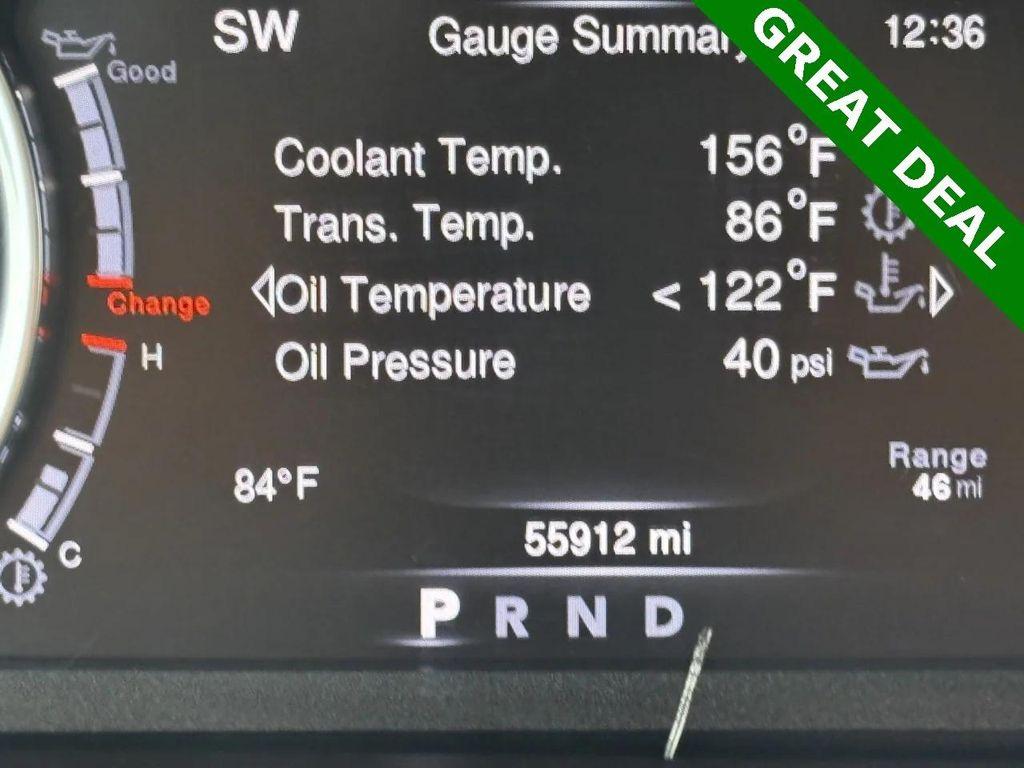 SW Gauge Summary 12:36
GREAT DEAL
Good
Coolant Temp. 156°F
Trans. Temp. 86°F
Oil Temperature < 122°F
Change
Oil Pressure 40 psi
H
Range
46 mi
84°F
55912 mi
C
P R N D